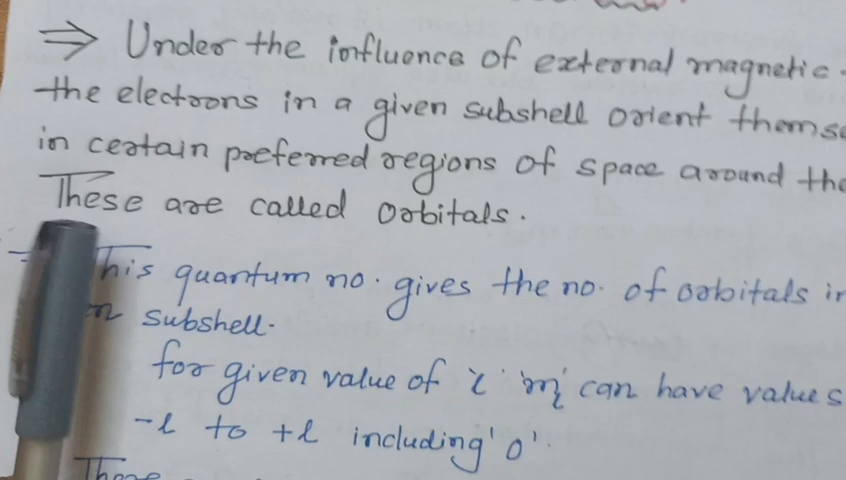 ⇒ Under the influence of external magnetic
the electrons in a given subshell orient
in certain preferred regions of space around
These are called Orbitals.
This quantum no. gives the no. of orbitals
subshell.
for given value of 'l' 'ml' can have values
-l to +l including '0'.